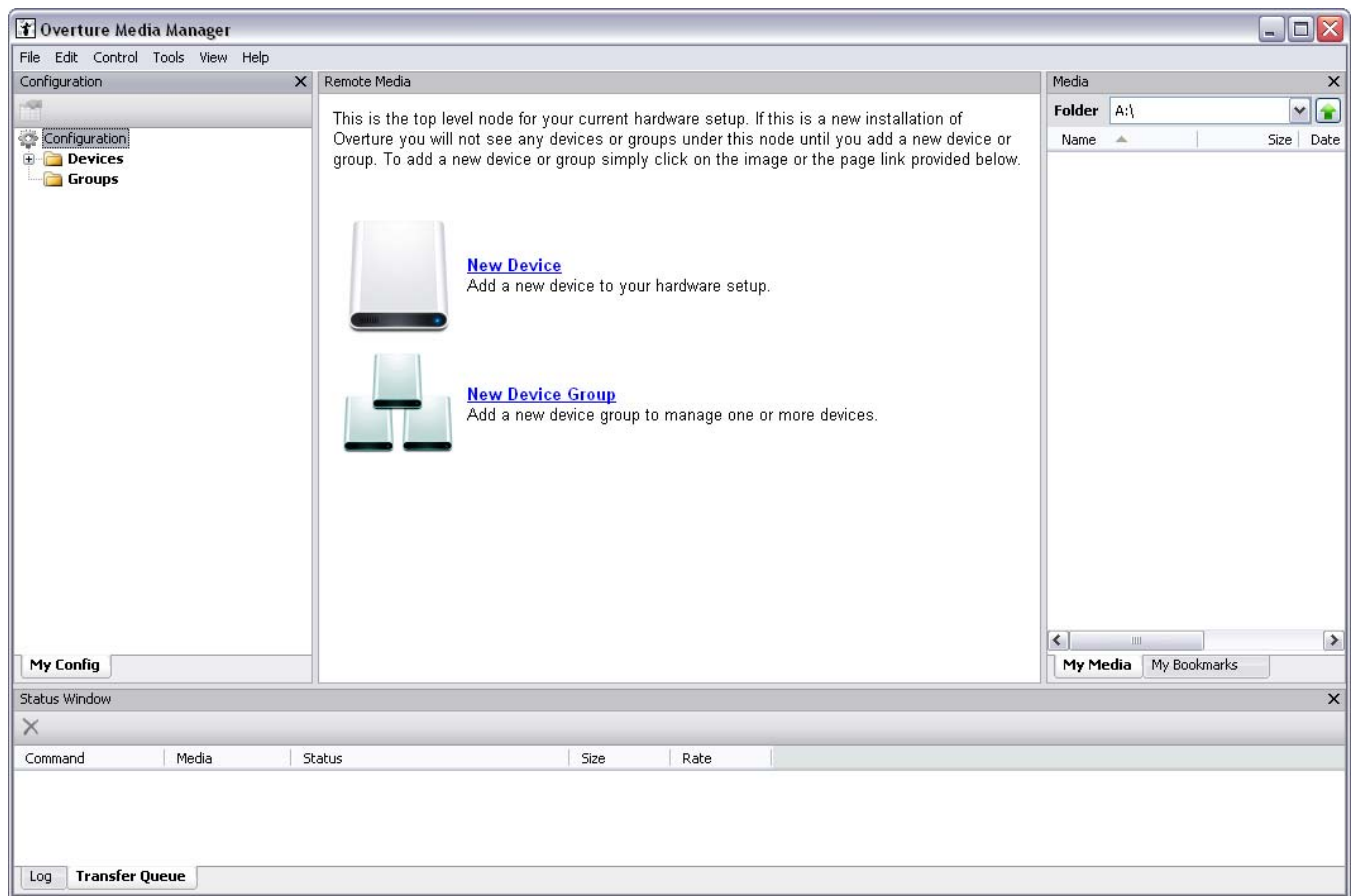 Overture Media Manager
File Edit Control Tools View Help
Configuration
Configuration
Devices
Groups
My Config
Remote Media
This is the top level node for your current hardware setup. If this is a new installation of
Overture you will not see any devices or groups under this node until you add a new device or
group. To add a new device or group simply click on the image or the page link provided below.
New Device
Add a new device to your hardware setup.
New Device Group
Add a new device group to manage one or more devices.
Media
Folder A:\
Name Size Date
My Media My Bookmarks
Status Window
Command Media Status Size Rate
Log Transfer Queue